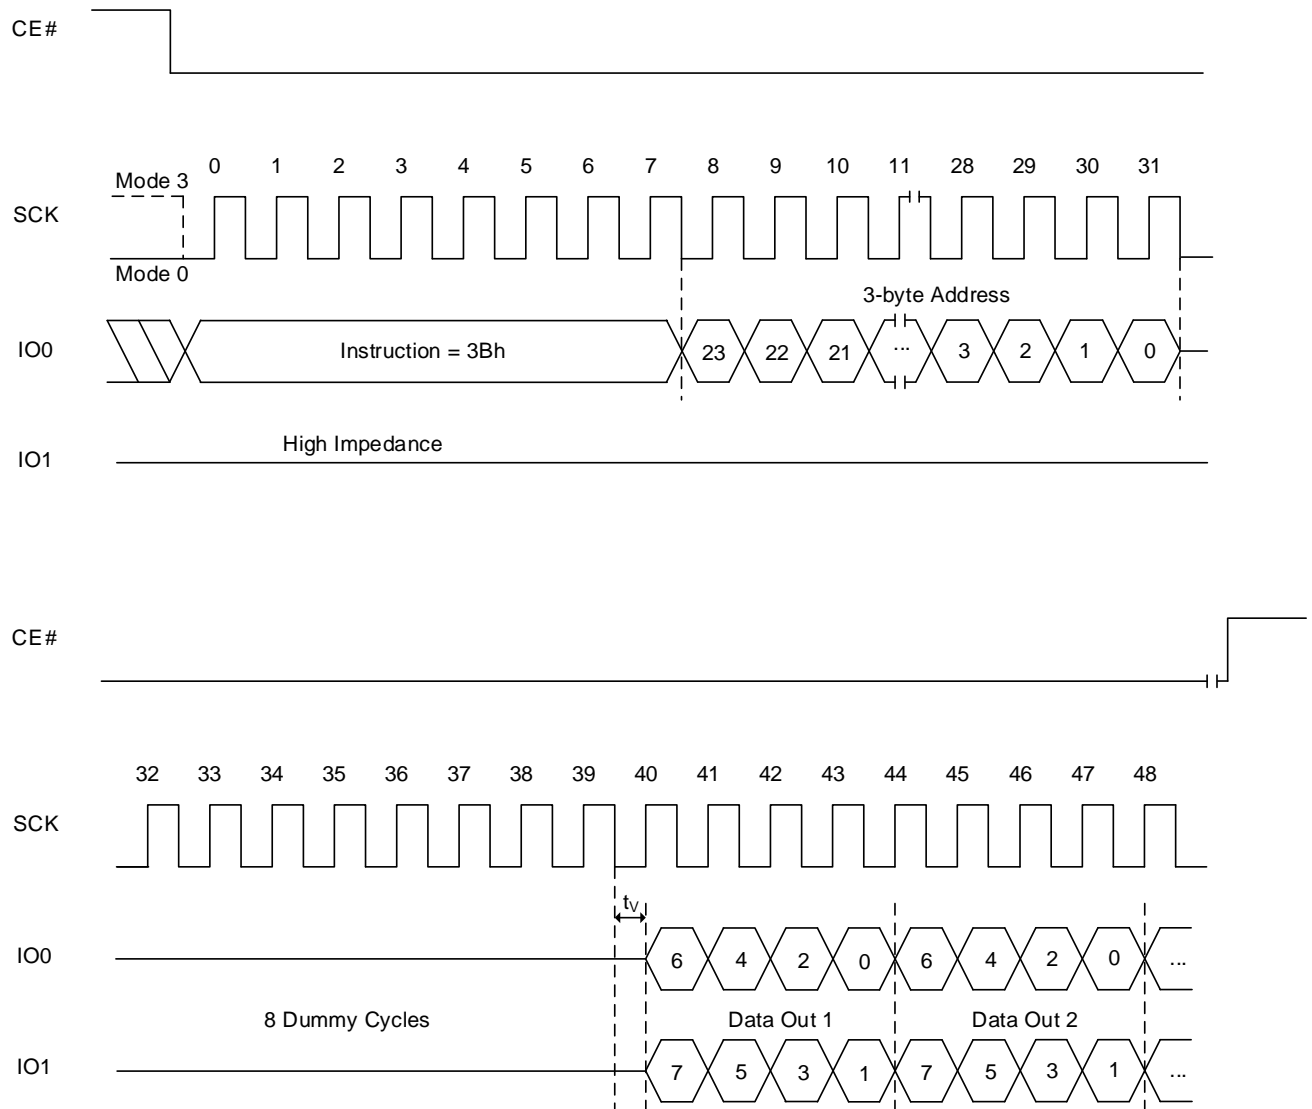 CE#
0 1 2 3 4 5 6 7 8 9 10 11 28 29 30 31
Mode 3
SCK
Mode 0
3-byte Address
IO0 Instruction = 3Bh 23 22 21 ... 3 2 1 0
High Impedance
IO1
CE#
32 33 34 35 36 37 38 39 40 41 42 43 44 45 46 47 48
SCK
tV
IO0 6 4 2 0 6 4 2 0 ...
8 Dummy Cycles Data Out 1 Data Out 2
IO1 7 5 3 1 7 5 3 1 ...